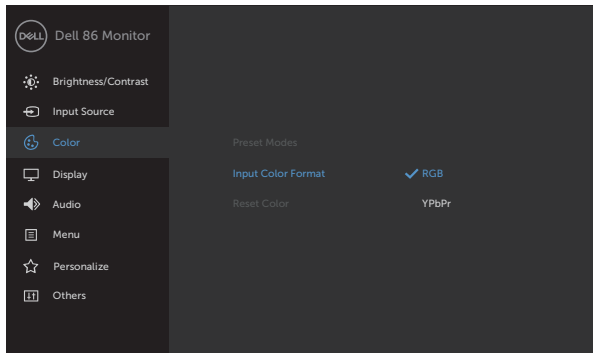 DELL Dell 86 Monitor
Brightness/Contrast
Input Source
Color
Preset Modes
Display
Input Color Format RGB
Audio
Reset Color YPbPr
Menu
Personalize
Others